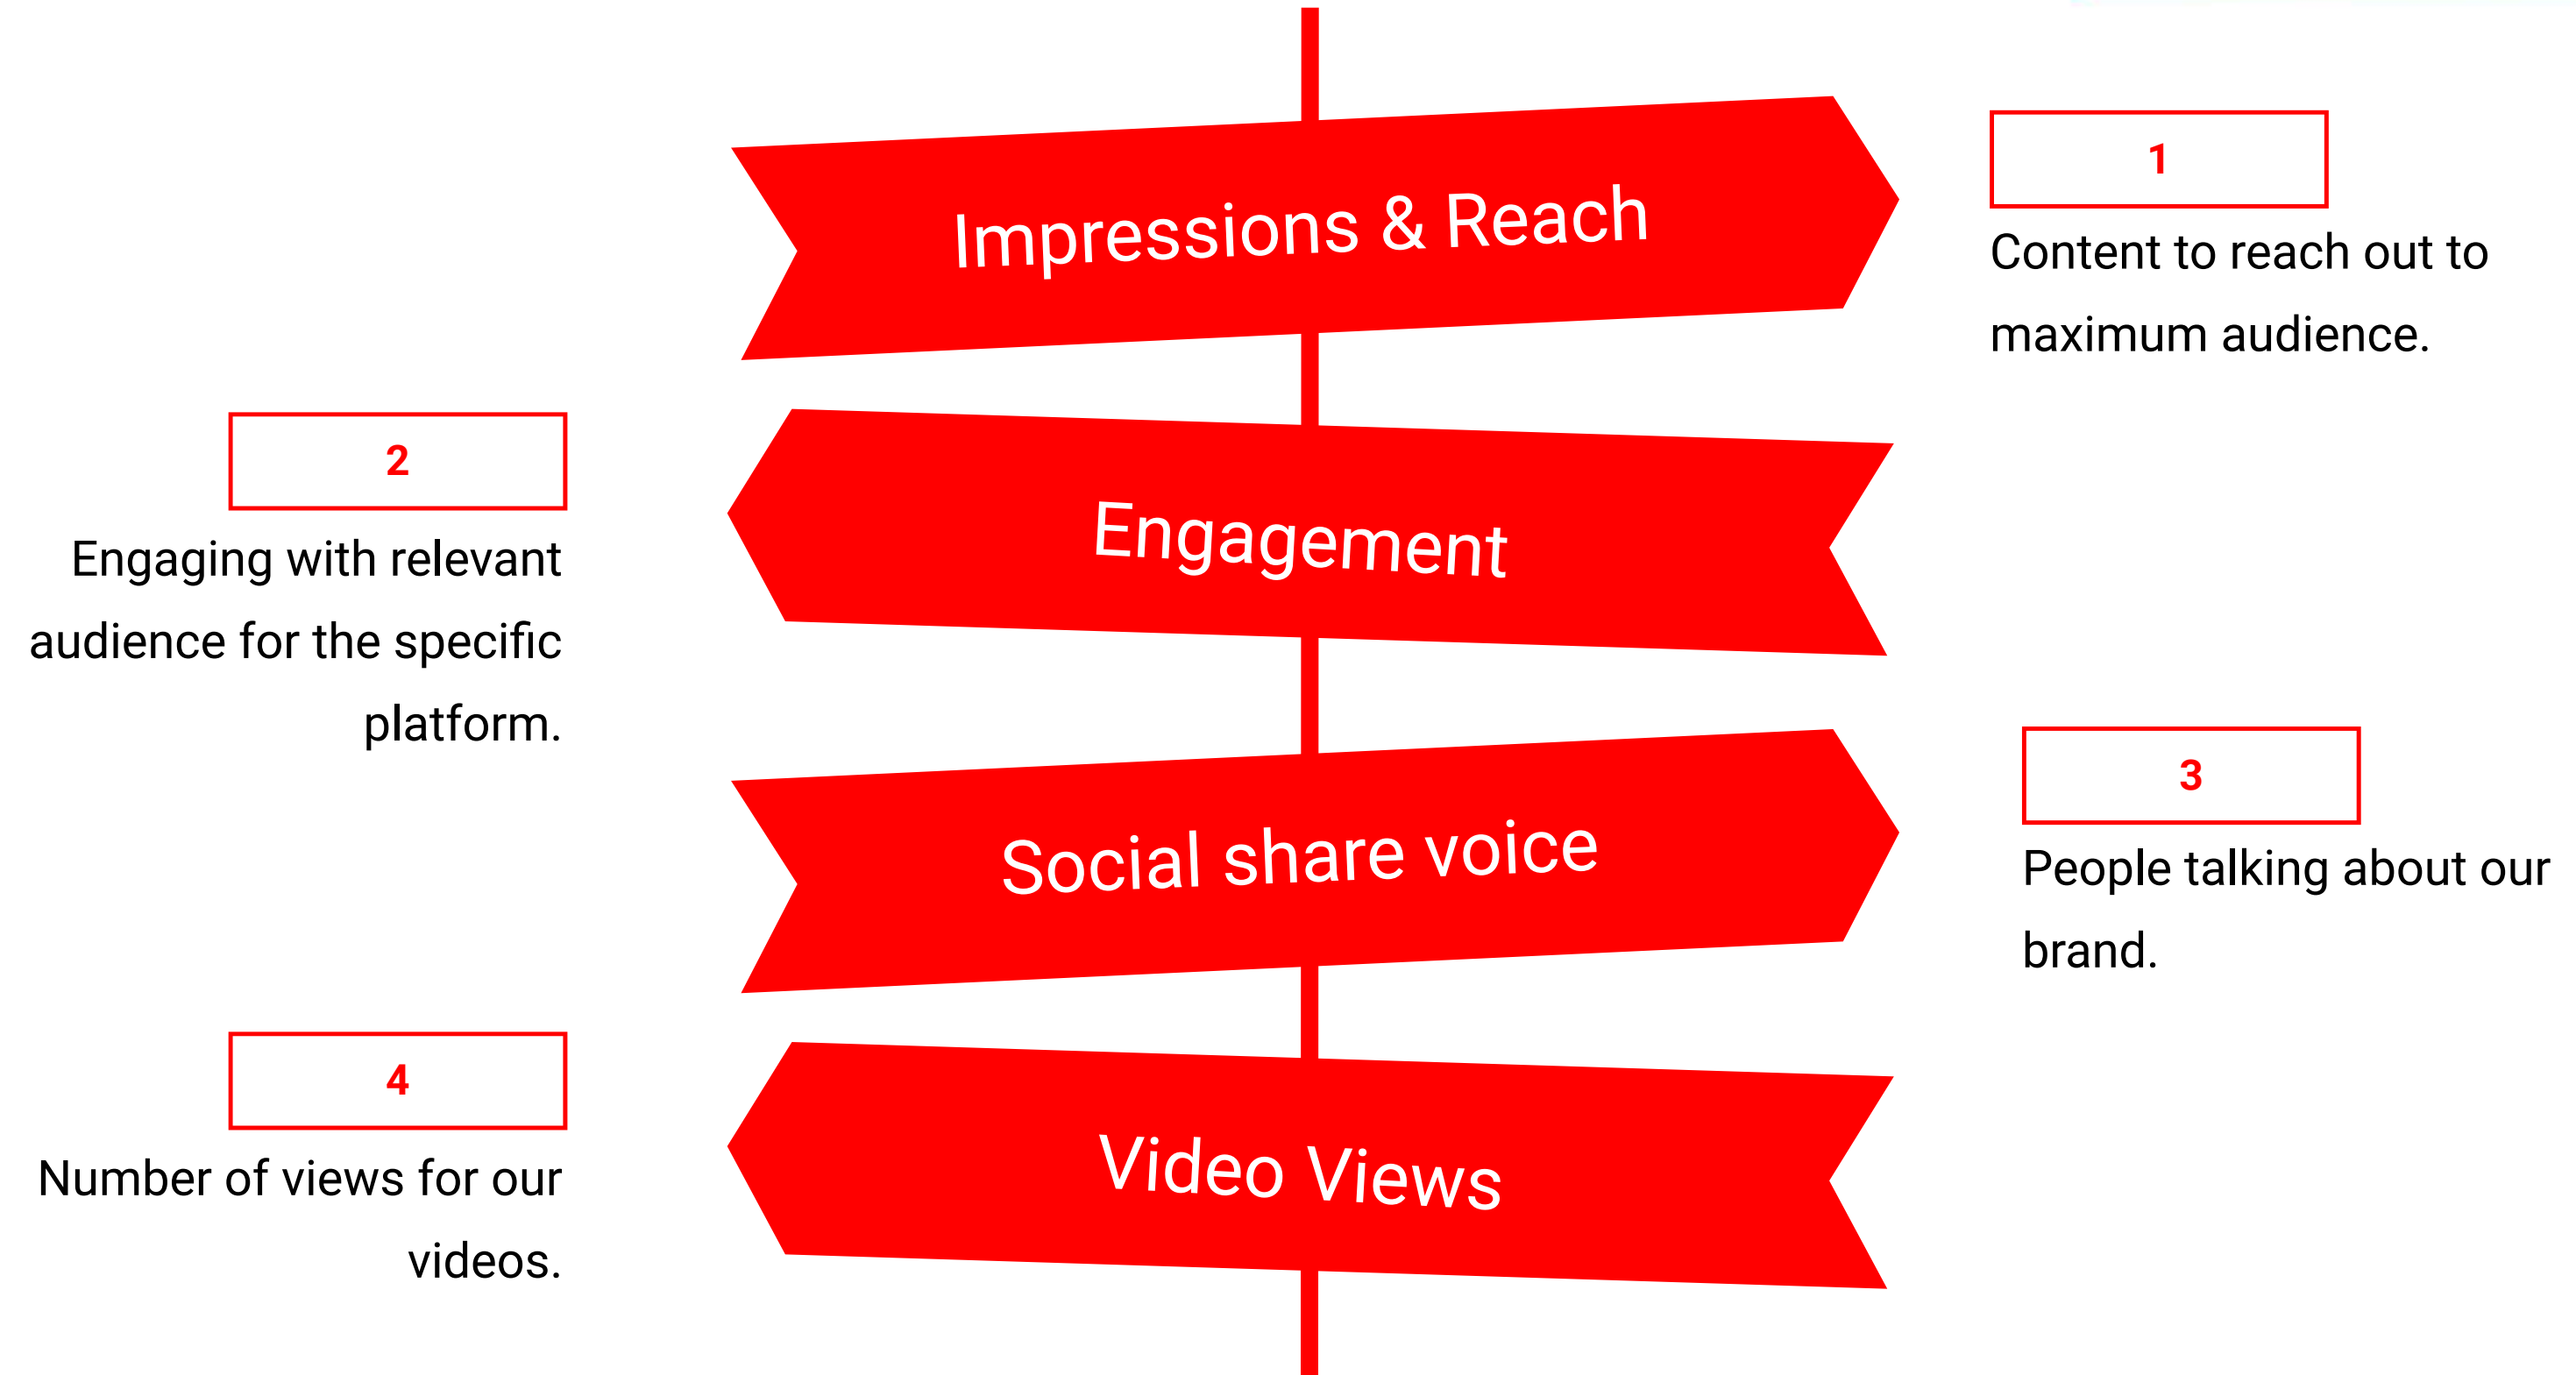 Impressions & Reach
1
Content to reach out to
maximum audience.
2
Engaging with relevant
audience for the specific
platform.
Engagement
Social share voice
3
People talking about our
brand.
4
Number of views for our
videos.
Video Views